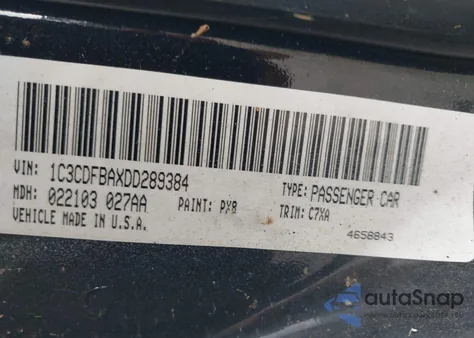 VIN: 1C3CDFBAXDD289384
TYPE: PASSENGER CAR
MDH: 022103 027AA
PAINT: PX8
TRIM: C7XA
VEHICLE MADE IN U.S.A.
4658843
autoSnap